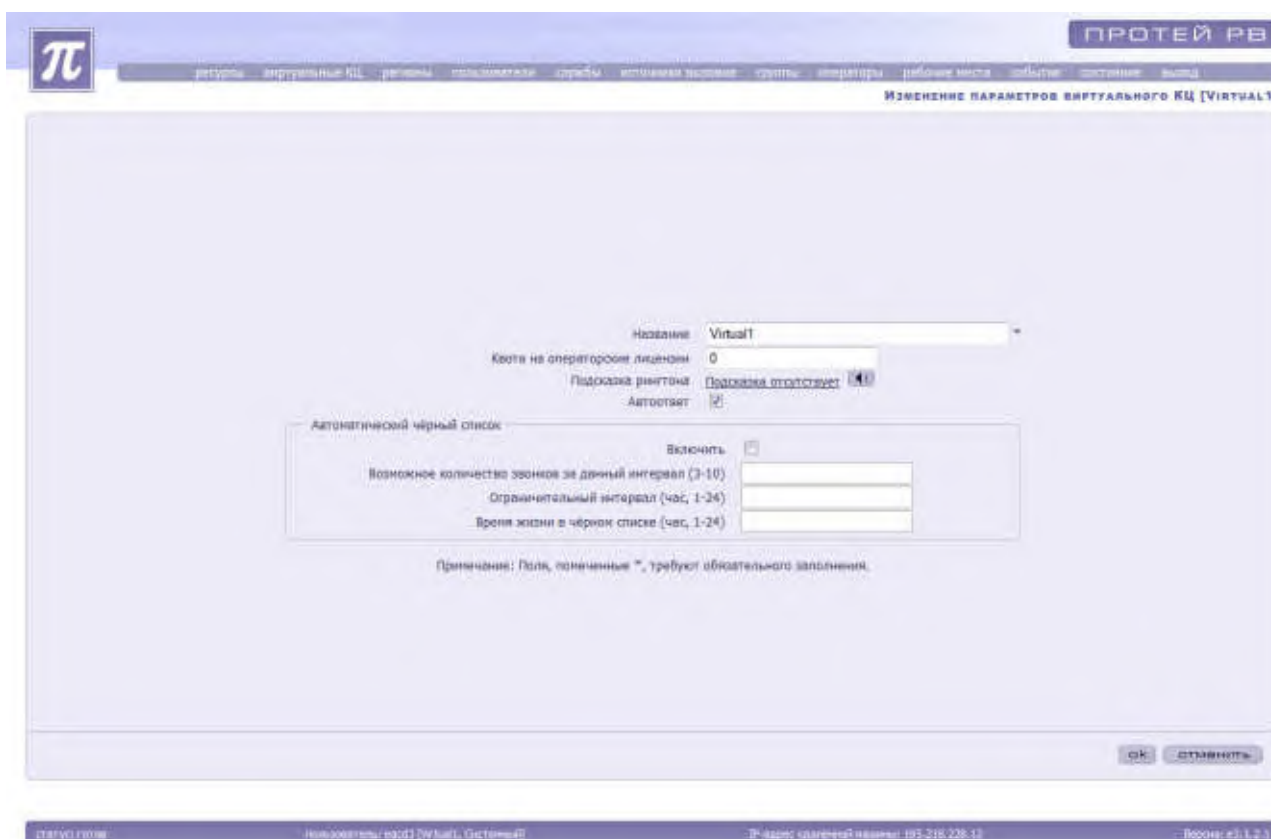 π
ПРОТЕЙ РВ
ресурсы виртуальные КЦ регионы пользователи службы источники вызовов группы операторы рабочие места события состояние выход
Изменение параметров виртуального КЦ [Virtual1
Название Virtual1 *
Квота на операторские лицензии 0
Подсказка рингтона Подсказка отсутствует
Автоответ
Автоматический чёрный список
Включить
Возможное количество звонков за данный интервал (3-10)
Ограничительный интервал (час, 1-24)
Время жизни в чёрном списке (час, 1-24)
Примечание: Поля, помеченные *, требуют обязательного заполнения.
ok отменить
статус: готов
IP-адрес удалённой машины:
Версия: